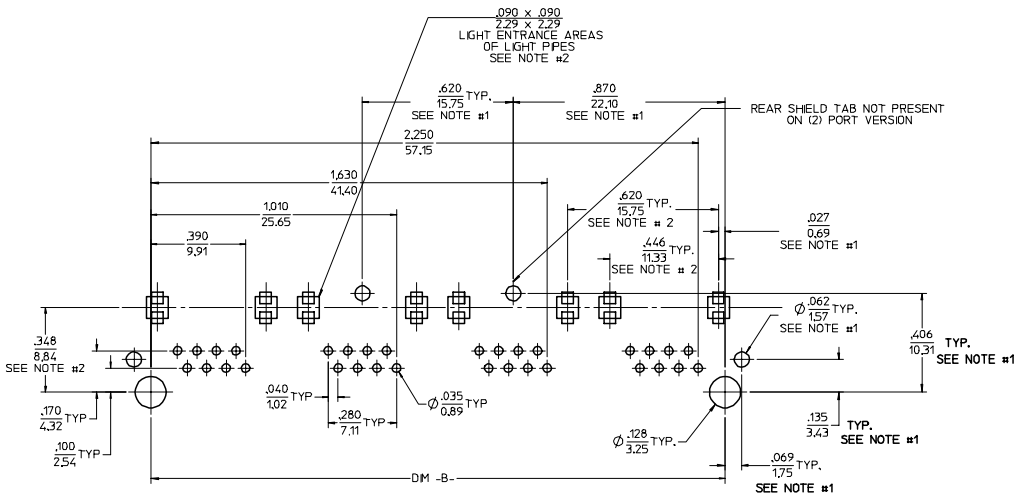 .090 x .090
2.29 x 2.29
LIGHT ENTRANCE AREAS
OF LIGHT PIPES
SEE NOTE #2
.620
15.75 TYP.
SEE NOTE #1
.870
22.10
SEE NOTE #1
REAR SHIELD TAB NOT PRESENT
ON (2) PORT VERSION
2.250
57.15
1.630
41.40
1.010
25.65
.390
9.91
.620
15.75 TYP.
SEE NOTE # 2
.446
11.33 TYP.
SEE NOTE # 2
.027
0.69
SEE NOTE #1
Ø .062
1.57 TYP.
SEE NOTE #1
.406
10.31 TYP.
SEE NOTE #1
.348
8.84
SEE NOTE #2
.170
4.32 TYP
.100
2.54 TYP
.040
1.02 TYP
.280
7.11 TYP
Ø .035
0.89 TYP
Ø .128
3.25 TYP.
.135
3.43 TYP.
SEE NOTE #1
.069
1.75 TYP.
SEE NOTE #1
DIM -B-